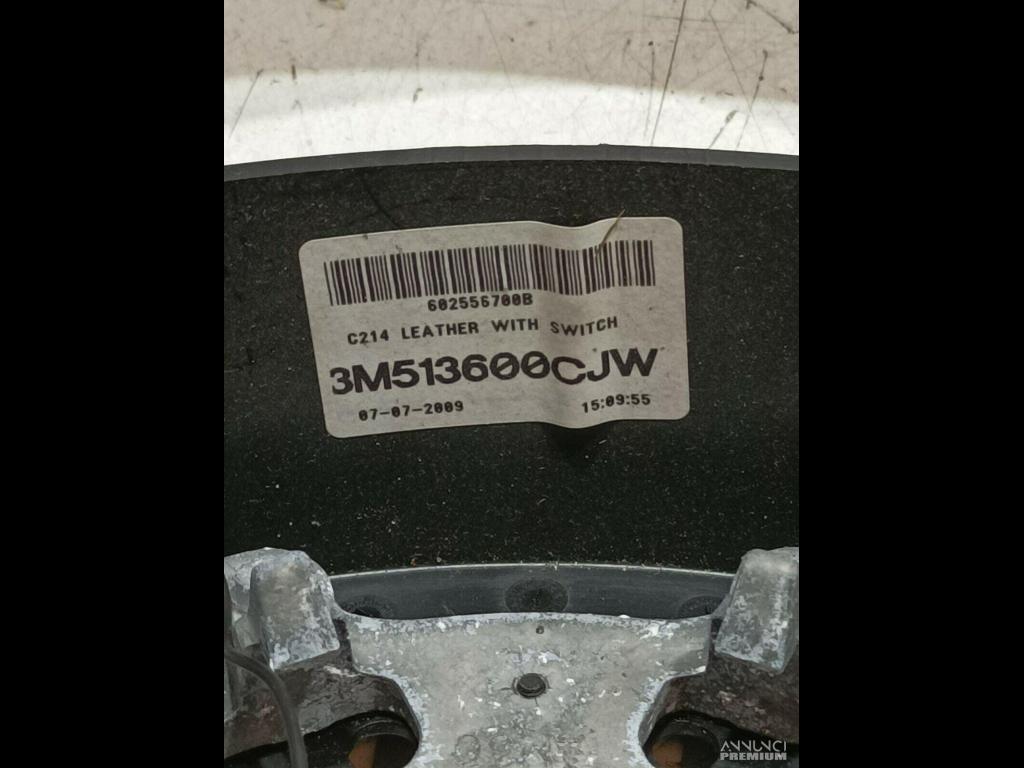 602556700B
C214 LEATHER WITH SWITCH
3M513600CJW
07-07-2009 15:09:55
ANNUNCI
PREMIUM